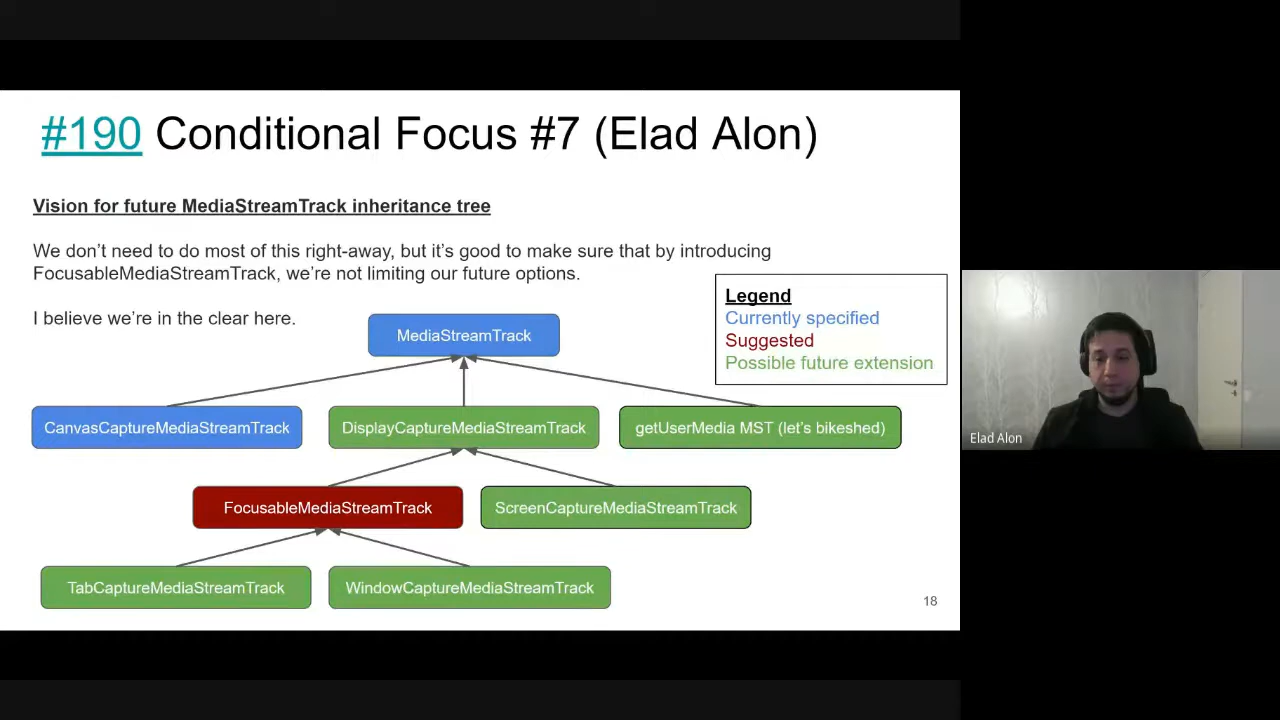 #190 Conditional Focus #7 (Elad Alon)
Vision for future MediaStreamTrack inheritance tree
We don't need to do most of this right-away, but it's good to make sure that by introducing
FocusableMediaStreamTrack, we're not limiting our future options.
I believe we're in the clear here.
Legend
Currently specified
Suggested
Possible future extension
MediaStreamTrack
CanvasCaptureMediaStreamTrack
DisplayCaptureMediaStreamTrack
getUserMedia MST (let's bikeshed)
FocusableMediaStreamTrack
ScreenCaptureMediaStreamTrack
TabCaptureMediaStreamTrack
WindowCaptureMediaStreamTrack
18
Elad Alon